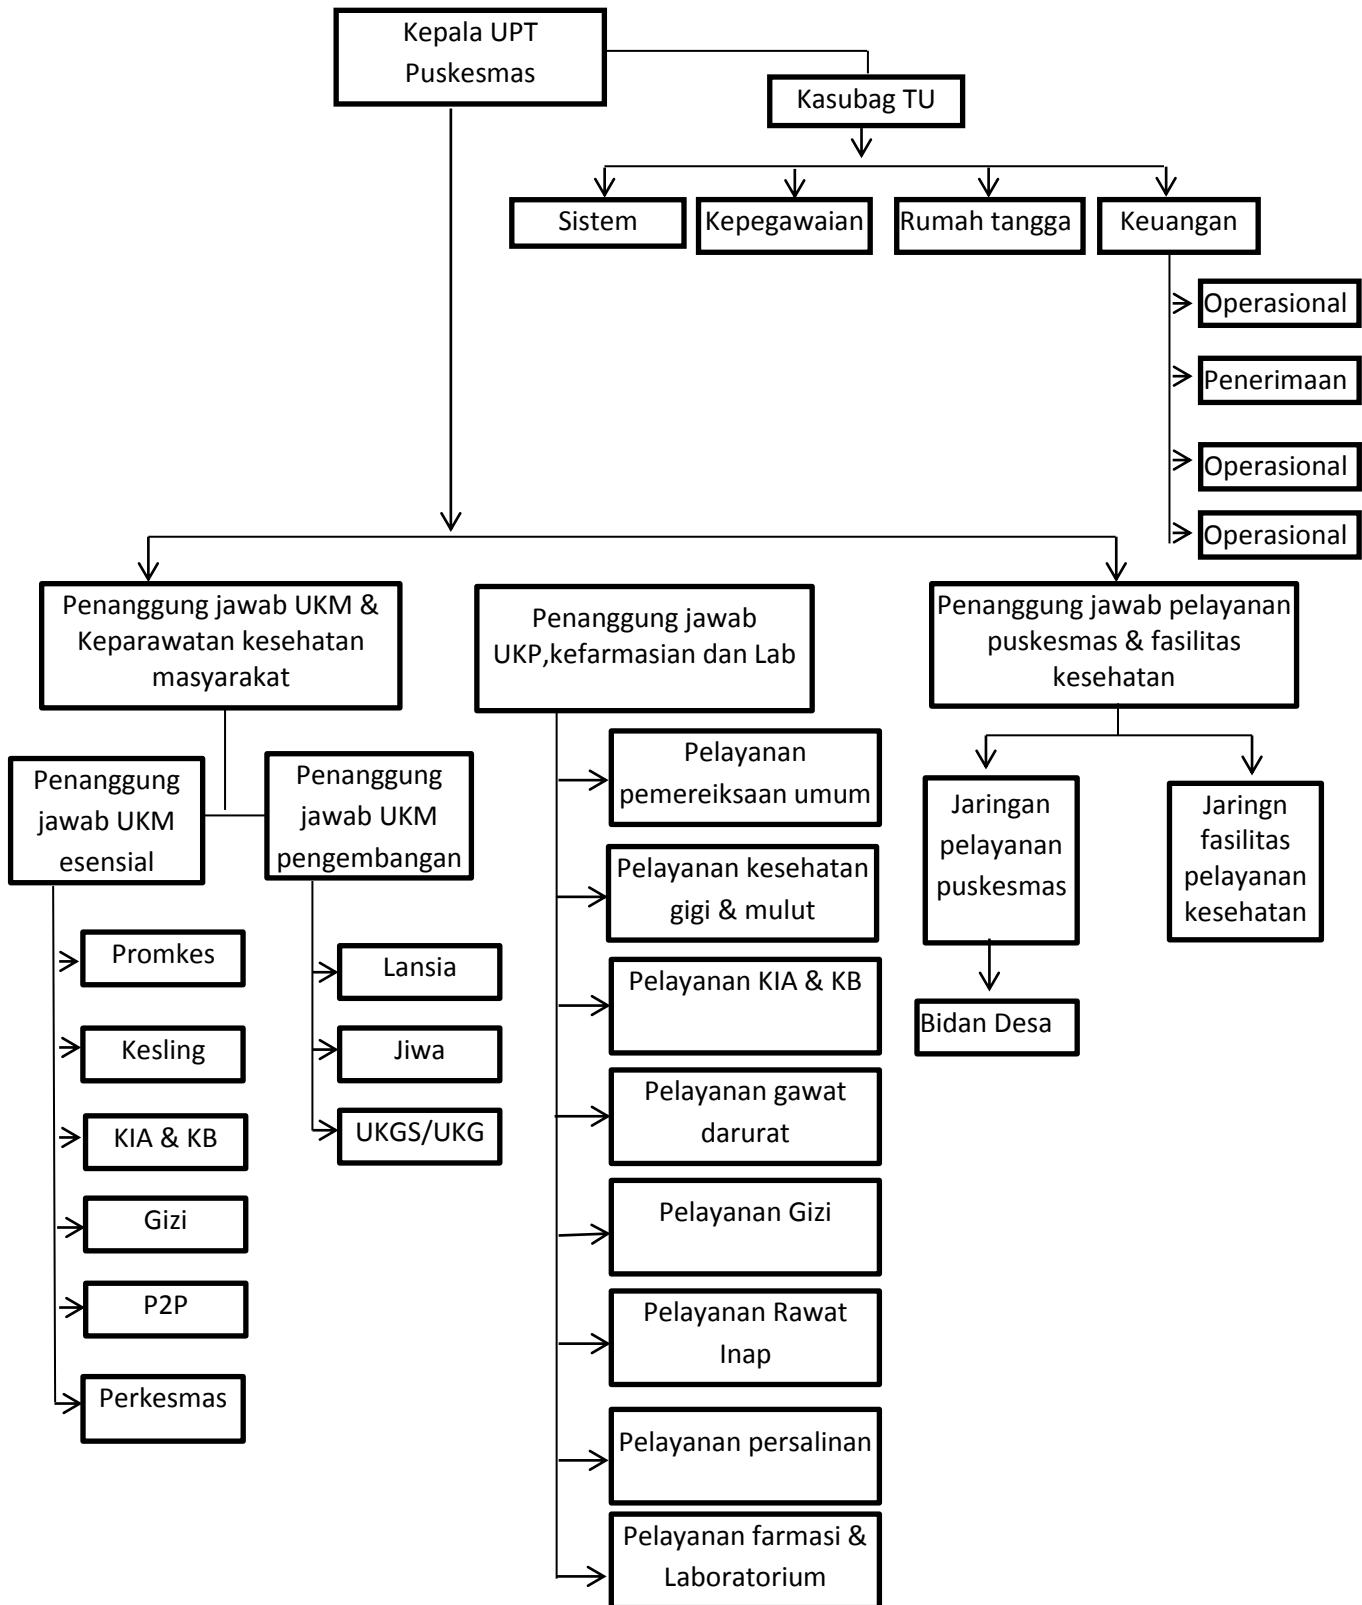 Kepala UPT
Puskesmas
Kasubag TU
Sistem
Kepegawaian
Rumah tangga
Keuangan
Operasional
Penerimaan
Operasional
Operasional
Penanggung jawab UKM &
Keparawatan kesehatan
masyarakat
Penanggung jawab
UKP,kefarmasian dan Lab
Penanggung jawab pelayanan
puskesmas & fasilitas
kesehatan
Penanggung
jawab UKM
esensial
Penanggung
jawab UKM
pengembangan
Promkes
Kesling
KIA & KB
Gizi
P2P
Perkesmas
Lansia
Jiwa
UKGS/UKG
Pelayanan
pemereiksaan umum
Pelayanan kesehatan
gigi & mulut
Pelayanan KIA & KB
Pelayanan gawat
darurat
Pelayanan Gizi
Pelayanan Rawat
Inap
Pelayanan persalinan
Pelayanan farmasi &
Laboratorium
Jaringan
pelayanan
puskesmas
Bidan Desa
Jaringn
fasilitas
pelayanan
kesehatan